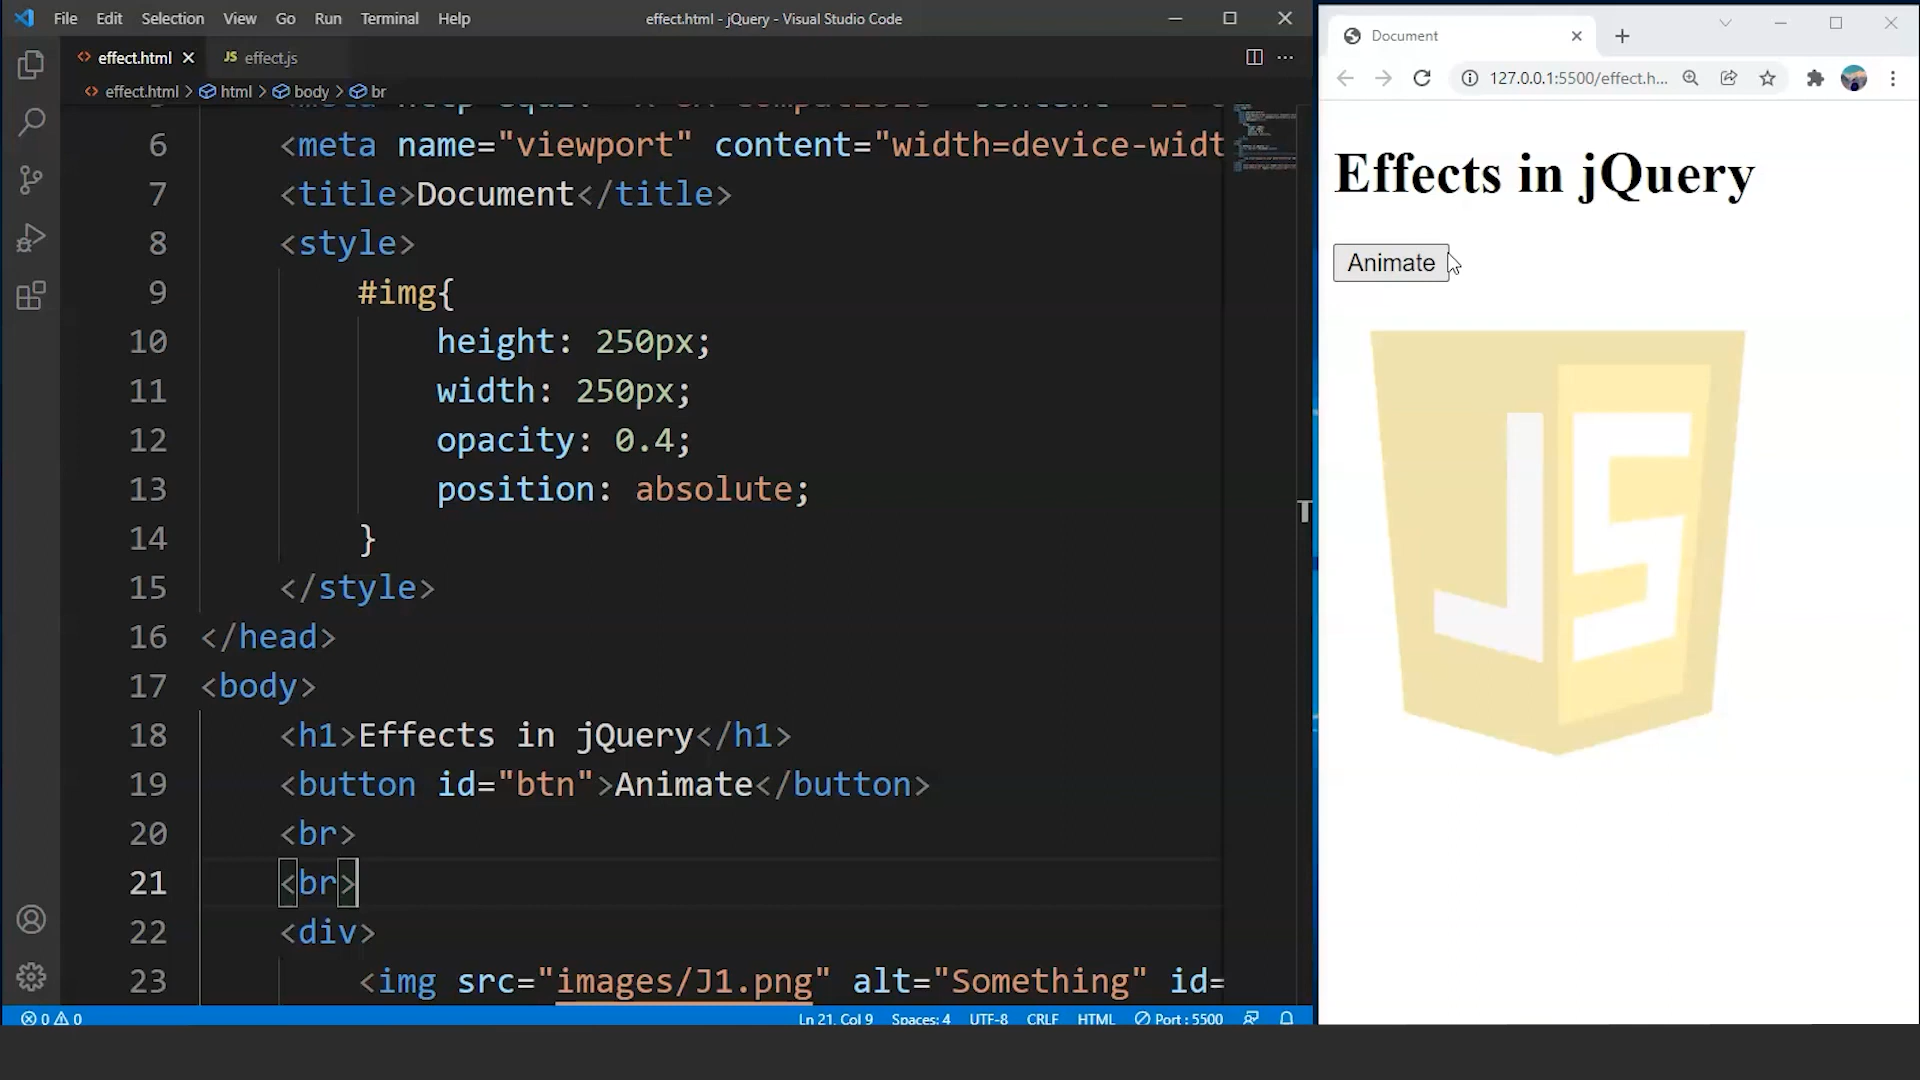 File Edit Selection View Go Run Terminal Help
effect.html - jQuery - Visual Studio Code
effect.html
JS effect.js
effect.html > html > body > br
6 <meta name="viewport" content="width=device-widt
7 <title>Document</title>
8 <style>
9 #img{
10 height: 250px;
11 width: 250px;
12 opacity: 0.4;
13 position: absolute;
14 }
15 </style>
16 </head>
17 <body>
18 <h1>Effects in jQuery</h1>
19 <button id="btn">Animate</button>
20 <br>
21 <br>
22 <div>
23 <img src="images/J1.png" alt="Something" id=
0 0 Ln 21, Col 9 Spaces: 4 UTF-8 CRLF HTML Port : 5500
Document
127.0.0.1:5500/effect.h...
Effects in jQuery
Animate
JS